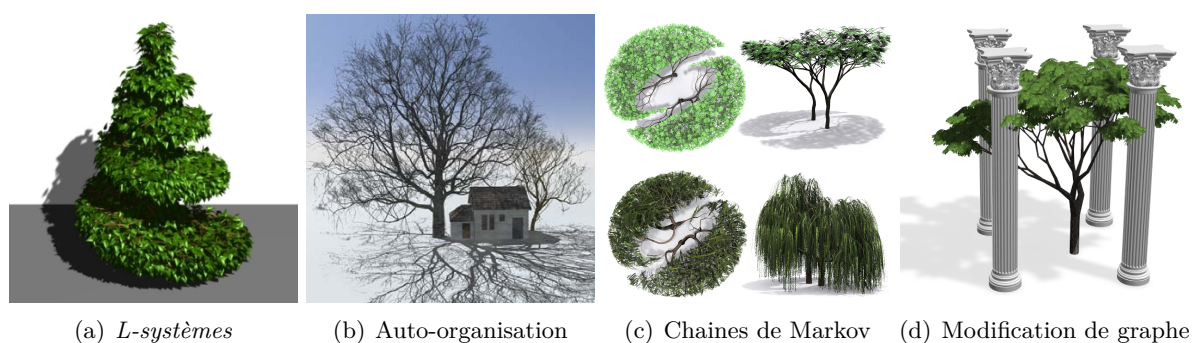 (a) L-systèmes (b) Auto-organisation (c) Chaines de Markov (d) Modification de graphe